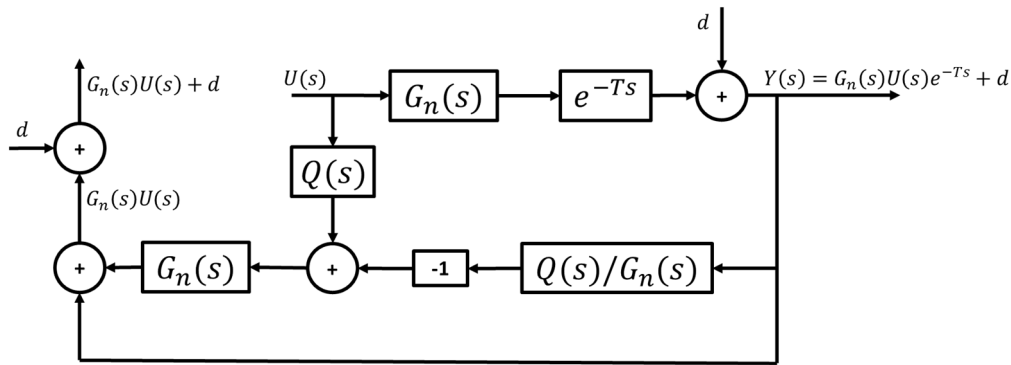 d
G_n(s)U(s) + d
U(s)
G_n(s)
e^{-Ts}
+
Y(s) = G_n(s)U(s)e^{-Ts} + d
d
+
Q(s)
G_n(s)U(s)
+
G_n(s)
+
-1
Q(s)/G_n(s)